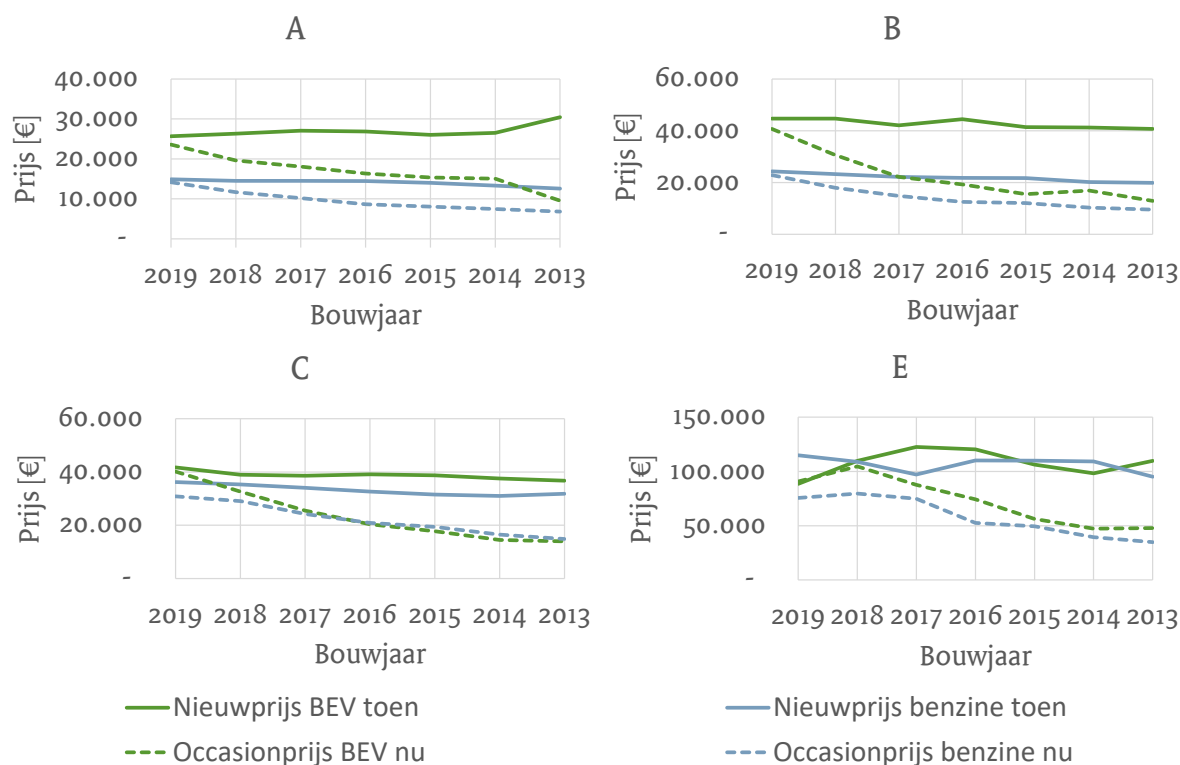 A
Prijs [€]
40.000
30.000
20.000
10.000
-
2019 2018 2017 2016 2015 2014 2013
Bouwjaar
B
Prijs [€]
60.000
40.000
20.000
-
2019 2018 2017 2016 2015 2014 2013
Bouwjaar
C
Prijs [€]
60.000
40.000
20.000
-
2019 2018 2017 2016 2015 2014 2013
Bouwjaar
E
Prijs [€]
150.000
100.000
50.000
-
2019 2018 2017 2016 2015 2014 2013
Bouwjaar
Nieuwprijs BEV toen
Nieuwprijs benzine toen
Occasionprijs BEV nu
Occasionprijs benzine nu